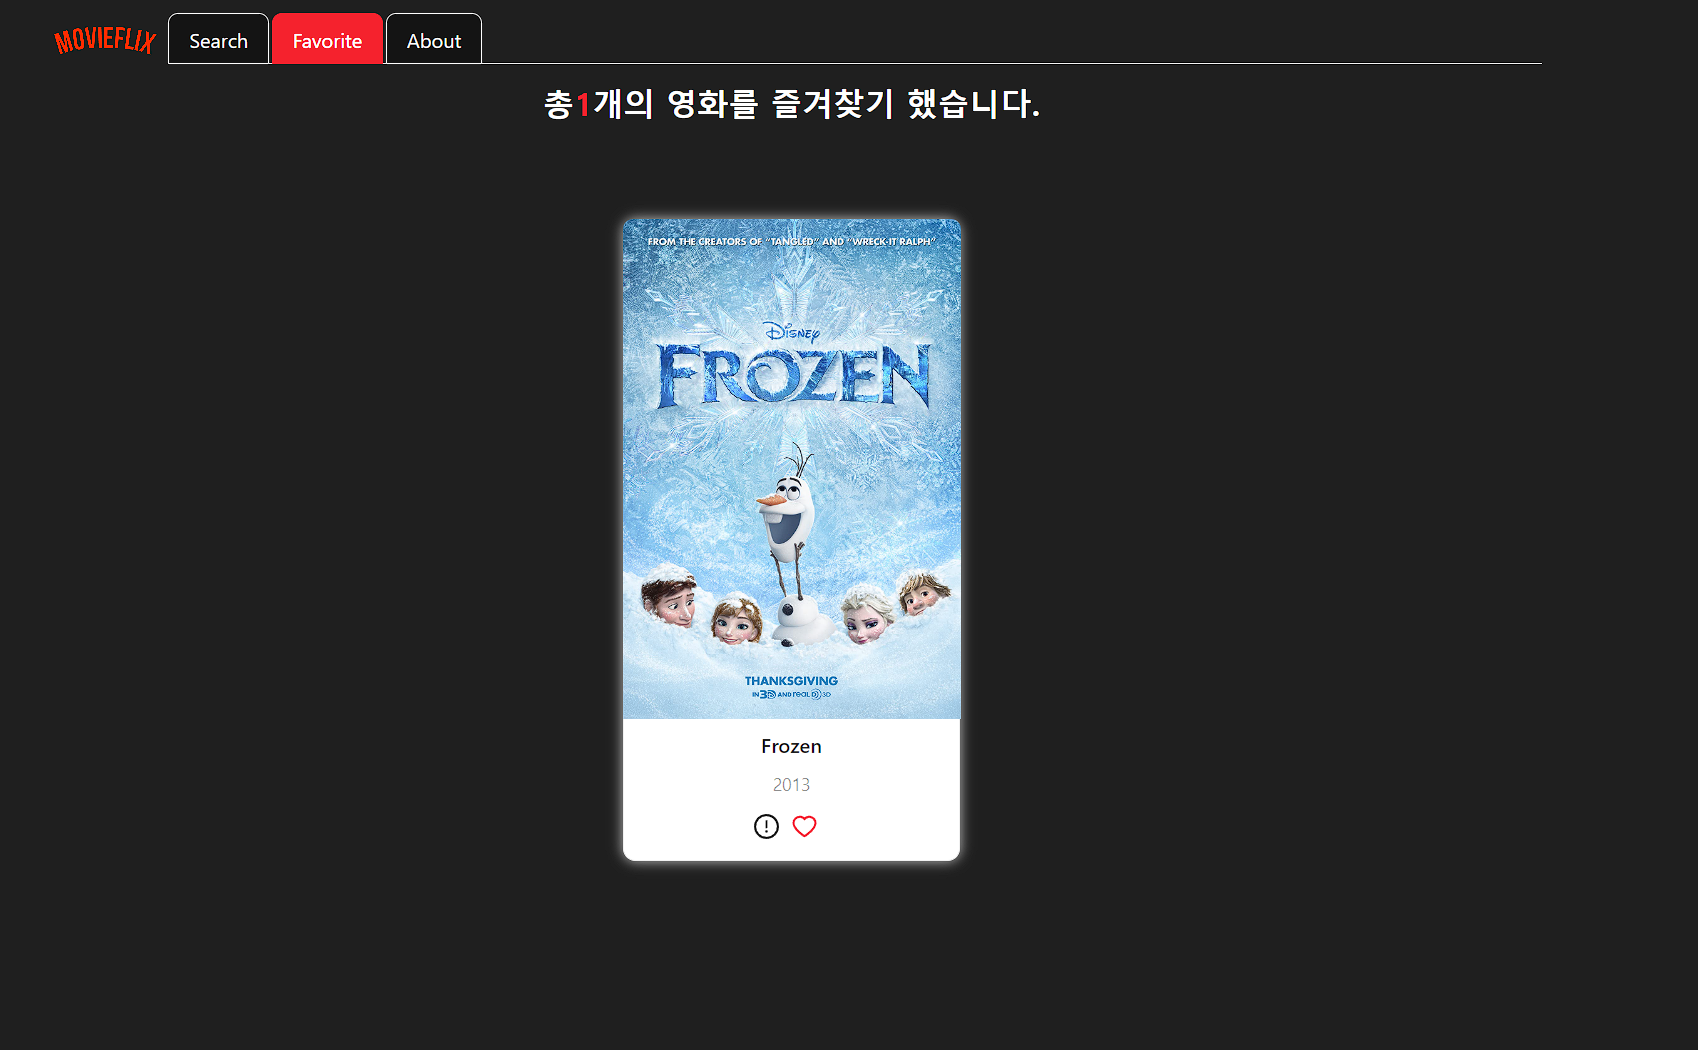 MOVIEFLIX Search Favorite About
총1개의 영화를 즐겨찾기 했습니다.
FROM THE CREATORS OF "TANGLED" AND "WRECK-IT RALPH"
DISNEY
FROZEN
THANKSGIVING
IN 3D AND REAL D 3D
Frozen
2013